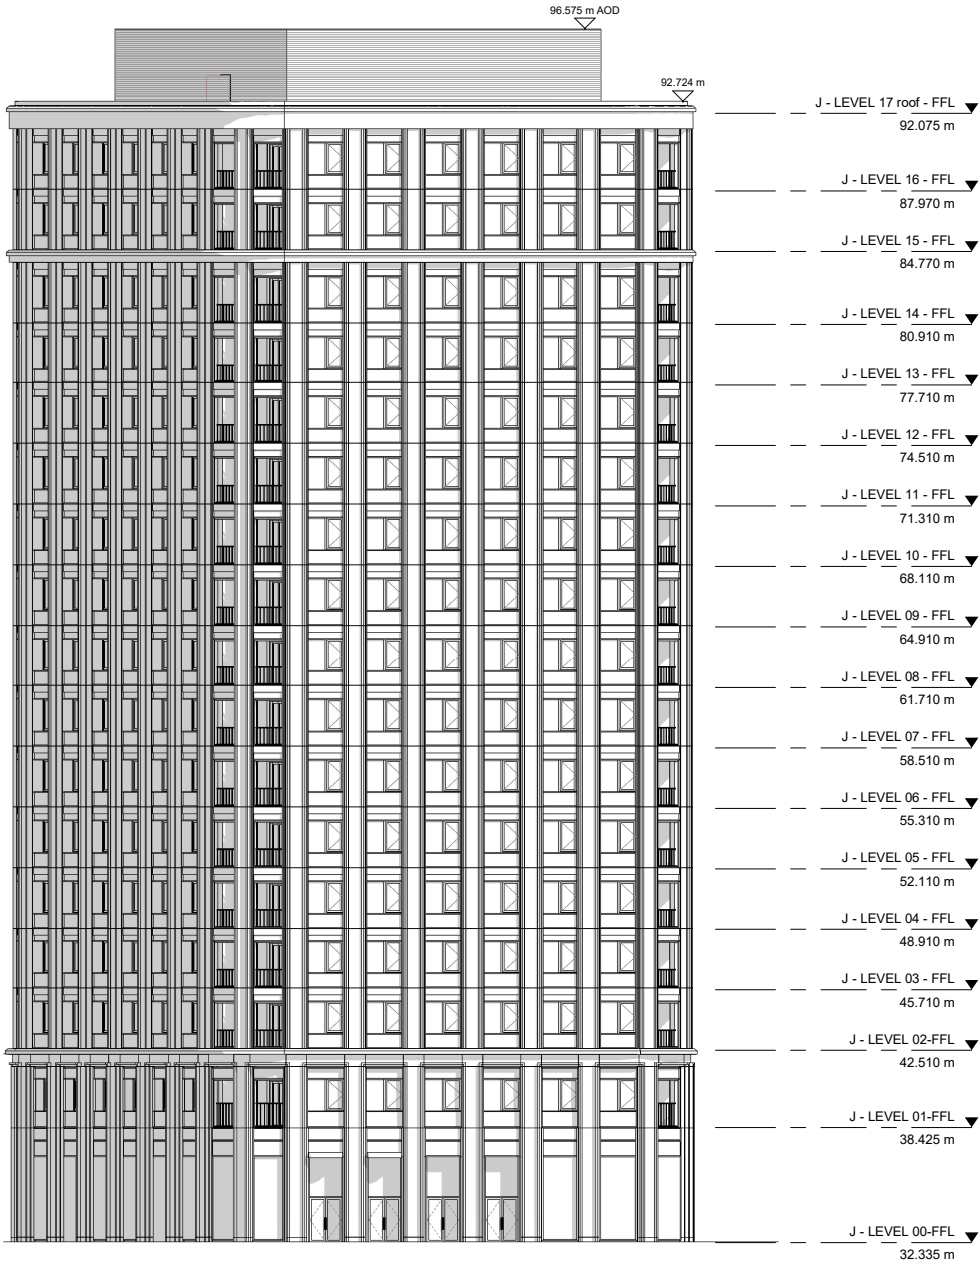 96.575 m AOD
92.724 m
J - LEVEL 17 roof - FFL
92.075 m
J - LEVEL 16 - FFL
87.970 m
J - LEVEL 15 - FFL
84.770 m
J - LEVEL 14 - FFL
80.910 m
J - LEVEL 13 - FFL
77.710 m
J - LEVEL 12 - FFL
74.510 m
J - LEVEL 11 - FFL
71.310 m
J - LEVEL 10 - FFL
68.110 m
J - LEVEL 09 - FFL
64.910 m
J - LEVEL 08 - FFL
61.710 m
J - LEVEL 07 - FFL
58.510 m
J - LEVEL 06 - FFL
55.310 m
J - LEVEL 05 - FFL
52.110 m
J - LEVEL 04 - FFL
48.910 m
J - LEVEL 03 - FFL
45.710 m
J - LEVEL 02-FFL
42.510 m
J - LEVEL 01-FFL
38.425 m
J - LEVEL 00-FFL
32.335 m